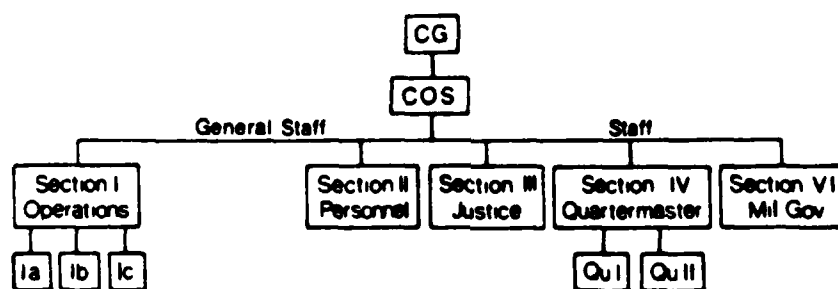 CG
COS
General Staff
Staff
Section I
Operations
Section II
Personnel
Section III
Justice
Section IV
Quartermaster
Section VI
Mil Gov
Ia
Ib
Ic
Qu I
Qu II